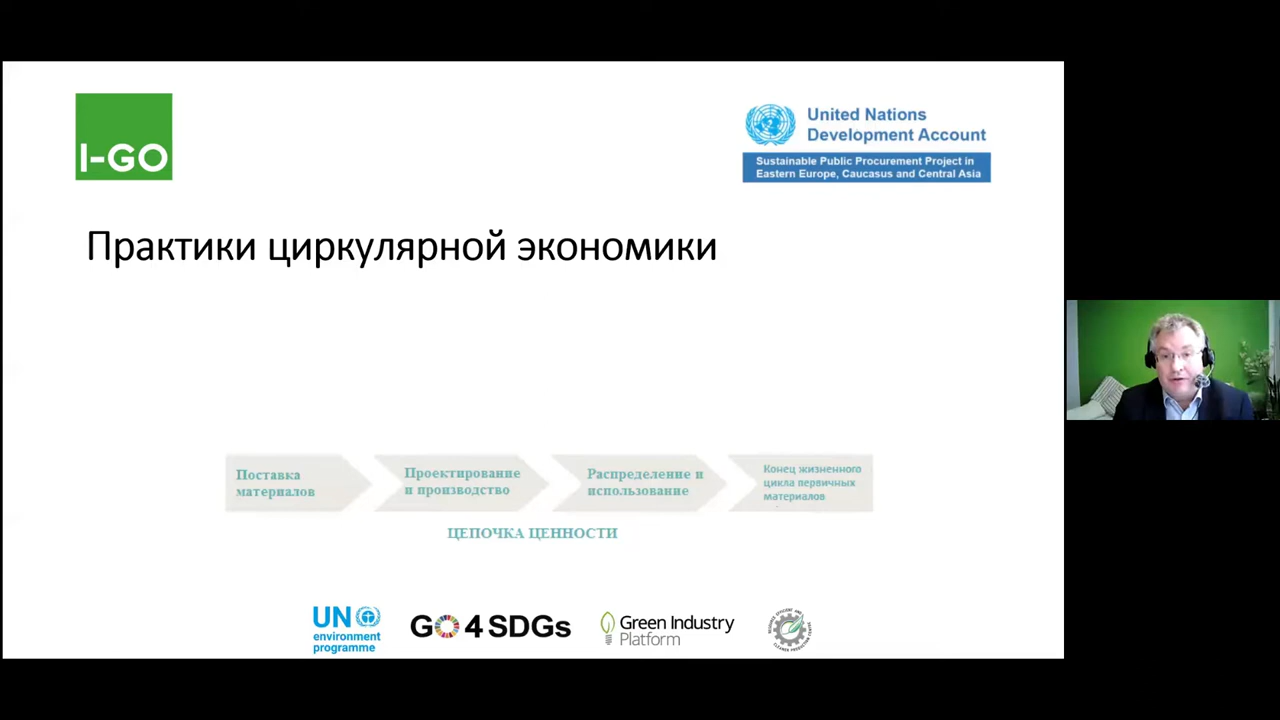 I-GO
United Nations
Development Account
Sustainable Public Procurement Project in
Eastern Europe, Caucasus and Central Asia
Практики циркулярной экономики
Поставка
материалов
Проектирование
и производство
Распределение и
использование
Конец жизненного
цикла первичных
материалов
ЦЕПОЧКА ЦЕННОСТИ
UN
environment
programme
GO4SDGs
Green Industry
Platform